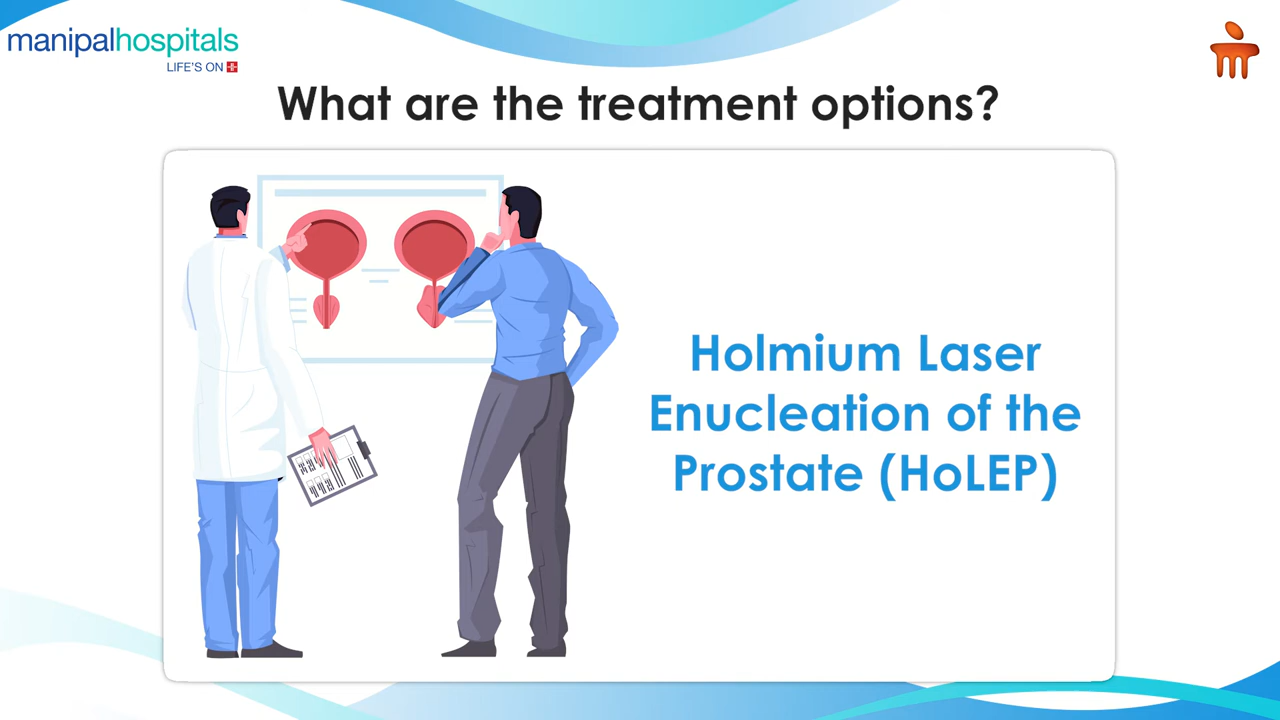 manipalhospitals
LIFE'S ON
What are the treatment options?
Holmium Laser
Enucleation of the
Prostate (HoLEP)